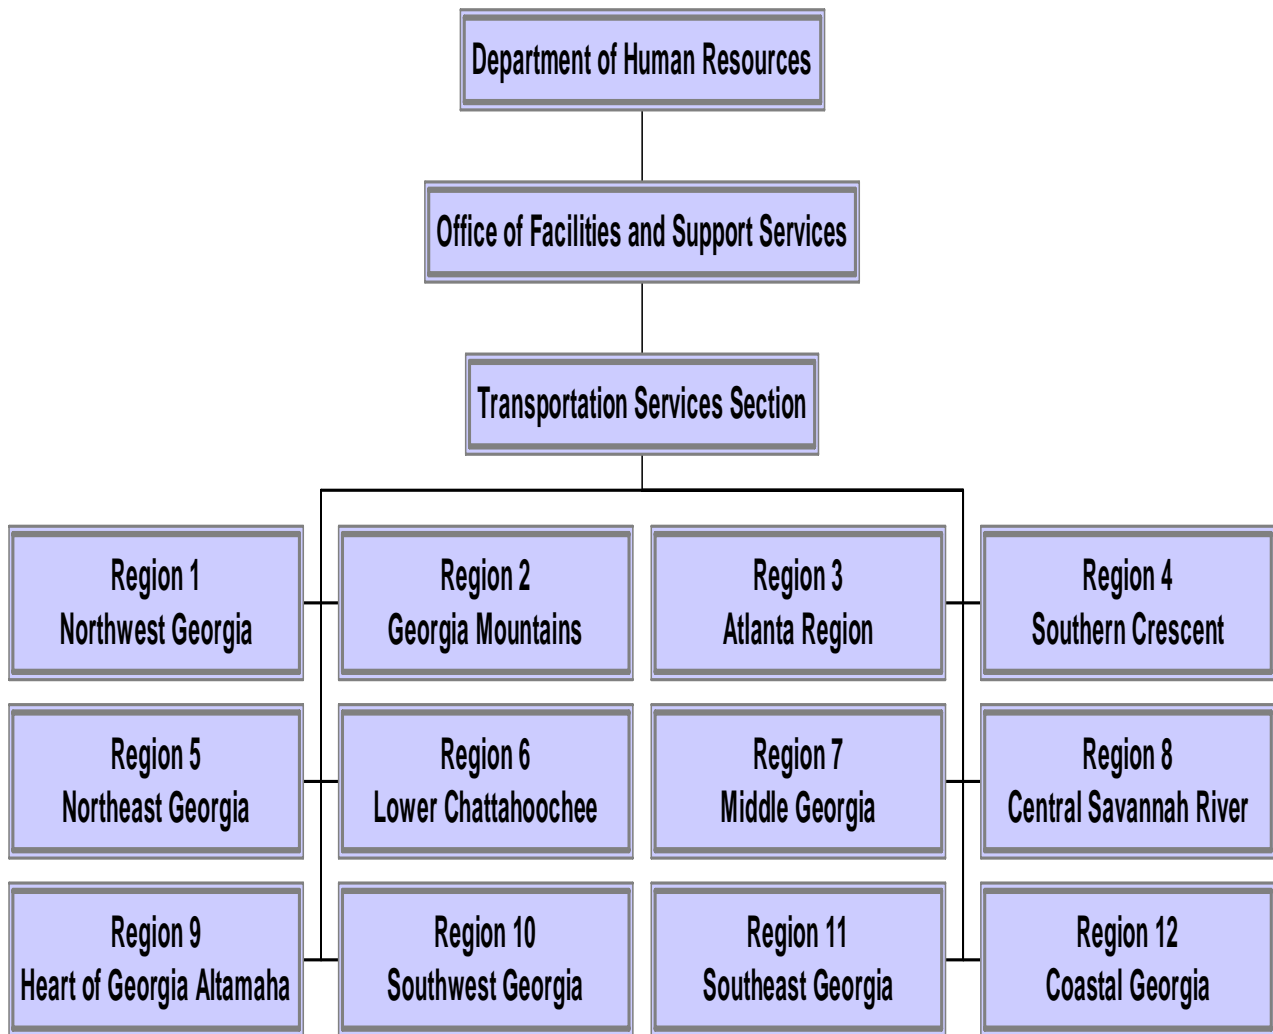 Department of Human Resources
Office of Facilities and Support Services
Transportation Services Section
Region 1
Northwest Georgia
Region 2
Georgia Mountains
Region 3
Atlanta Region
Region 4
Southern Crescent
Region 5
Northeast Georgia
Region 6
Lower Chattahoochee
Region 7
Middle Georgia
Region 8
Central Savannah River
Region 9
Heart of Georgia Altamaha
Region 10
Southwest Georgia
Region 11
Southeast Georgia
Region 12
Coastal Georgia